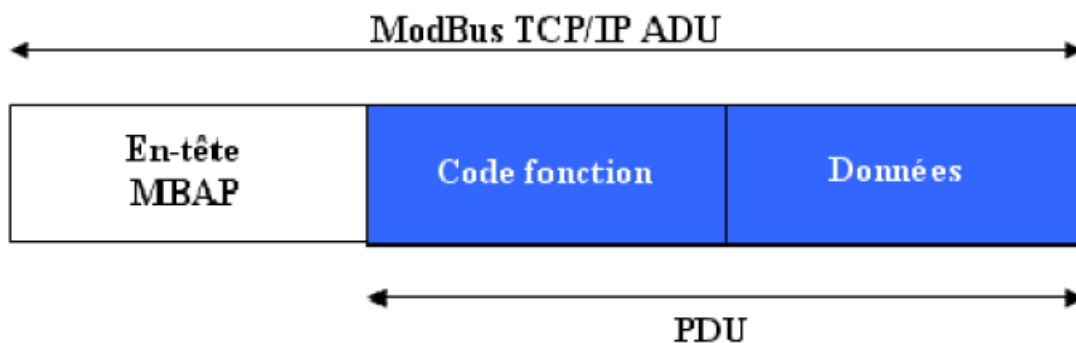 ModBus TCP/IP ADU
En-tête
MBAP
Code fonction
Données
PDU